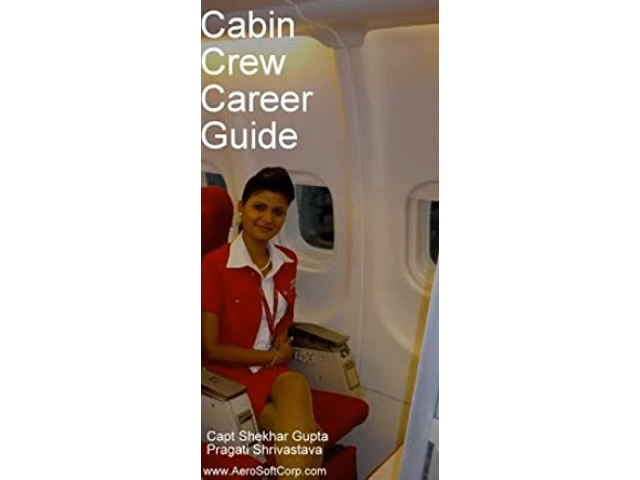 Cabin
Crew
Career
Guide
Capt Shekhar Gupta
Pragati Shrivastava
www.AeroSoftCorp.com